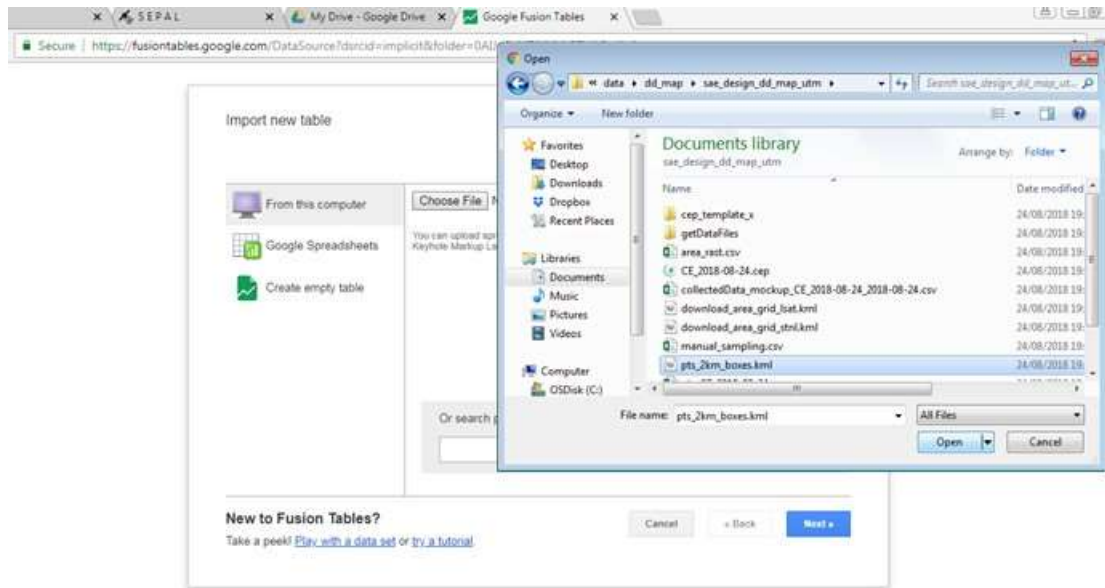 SEPAL
My Drive - Google Drive
Google Fusion Tables
Secure
https://fusiontables.google.com/DataSource?dsrcid=implicit&folder=
Import new table
From this computer
Google Spreadsheets
Create empty table
Choose File
You can upload
Keyhole Markup La
Or search p
New to Fusion Tables?
Take a peek! Play with a data set or try a tutorial.
Cancel
« Back
Next »
Open
« data
dd_map
sae_design_dd_map_utm
Search sae_design_dd_map_ut...
Organize
New folder
Favorites
Desktop
Downloads
Dropbox
Recent Places
Libraries
Documents
Music
Pictures
Videos
Computer
OSDisk (C:)
Documents library
sae_design_dd_map_utm
Arrange by: Folder
Name
Date modified
cep_template_x 24/08/2018 19:
getDataFiles 24/08/2018 19:
area_rast.csv 24/08/2018 19:
CE_2018-08-24.cep 24/08/2018 19:
collectedData_mockup_CE_2018-08-24_2018-08-24.csv 24/08/2018 19:
download_area_grid_lsat.kml 24/08/2018 19:
download_area_grid_stnl.kml 24/08/2018 19:
manual_sampling.csv 24/08/2018 19:
pts_2km_boxes.kml 24/08/2018 19:
File name: pts_2km_boxes.kml
All Files
Open
Cancel